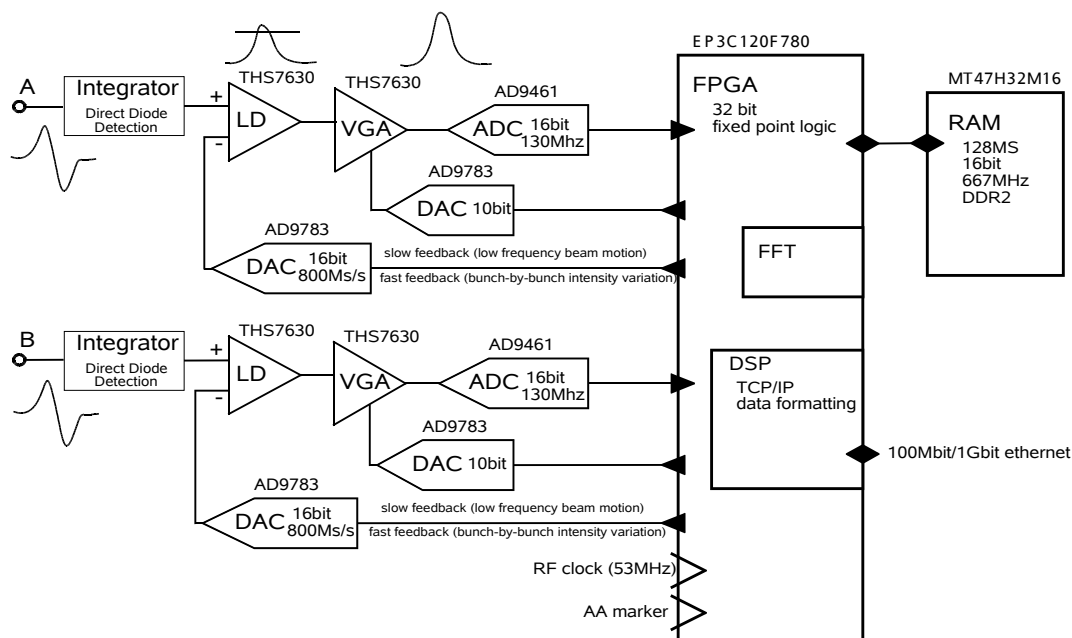 EP3C120F780
A
Integrator
Direct Diode
Detection
THS7630
+
-
LD
THS7630
VGA
AD9461
ADC 16bit
130Mhz
AD9783
DAC 10bit
AD9783
DAC 16bit
800Ms/s
slow feedback (low frequency beam motion)
fast feedback (bunch-by-bunch intensity variation)
FPGA
32 bit
fixed point logic
MT47H32M16
RAM
128MS
16bit
667MHz
DDR2
FFT
B
Integrator
Direct Diode
Detection
THS7630
+
-
LD
THS7630
VGA
AD9461
ADC 16bit
130Mhz
AD9783
DAC 10bit
AD9783
DAC 16bit
800Ms/s
slow feedback (low frequency beam motion)
fast feedback (bunch-by-bunch intensity variation)
DSP
TCP/IP
data formatting
100Mbit/1Gbit ethernet
RF clock (53MHz)
AA marker